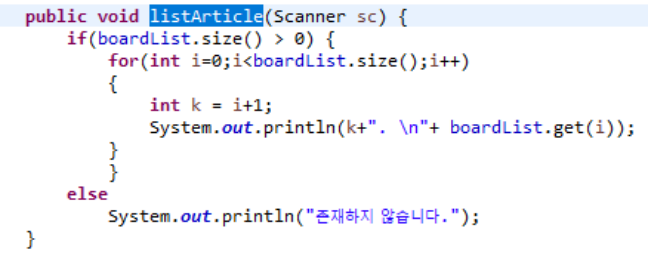 public void listArticle(Scanner sc) {
if(boardList.size() > 0) {
for(int i=0;i<boardList.size();i++)
{
int k = i+1;
System.out.println(k+". \n"+ boardList.get(i));
}
}
else
System.out.println("존재하지 않습니다.");
}